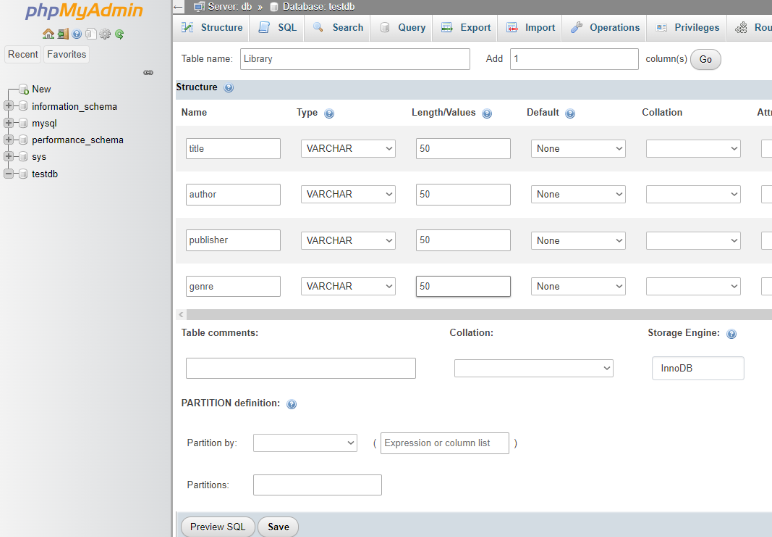 phpMyAdmin
Server: db » Database: testdb
Structure SQL Search Query Export Import Operations Privileges Rou
Recent Favorites
Table name: Library Add 1 column(s) Go
Structure
New
information_schema
mysql
performance_schema
sys
testdb
Name Type Length/Values Default Collation Attr
title VARCHAR 50 None
author VARCHAR 50 None
publisher VARCHAR 50 None
genre VARCHAR 50 None
Table comments: Collation: Storage Engine:
InnoDB
PARTITION definition:
Partition by: ( Expression or column list )
Partitions:
Preview SQL Save